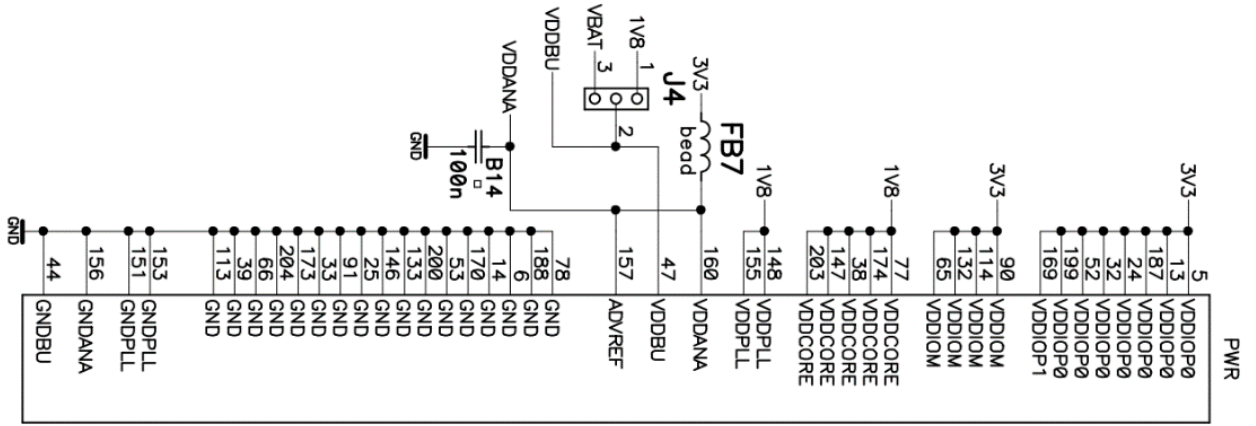 PWR
3V3 5 VDDIOP0
13 VDDIOP0
187 VDDIOP0
24 VDDIOP0
32 VDDIOP0
52 VDDIOP0
199 VDDIOP0
169 VDDIOP1
3V3 90 VDDIOM
114 VDDIOM
132 VDDIOM
65 VDDIOM
1V8 77 VDDCORE
174 VDDCORE
38 VDDCORE
147 VDDCORE
203 VDDCORE
1V8 148 VDDPLL
155 VDDPLL
FB7
3V3 bead 160 VDDANA
J4
1V8 1
2 47 VDDBU
VBAT 3
157 ADVREF
VDDBU
VDDANA
B14
100n
GND
78 GND
188 GND
6 GND
14 GND
170 GND
53 GND
200 GND
133 GND
146 GND
25 GND
91 GND
33 GND
173 GND
204 GND
66 GND
39 GND
113 GND
153 GNDPLL
151 GNDPLL
156 GNDANA
44 GNDBU
GND